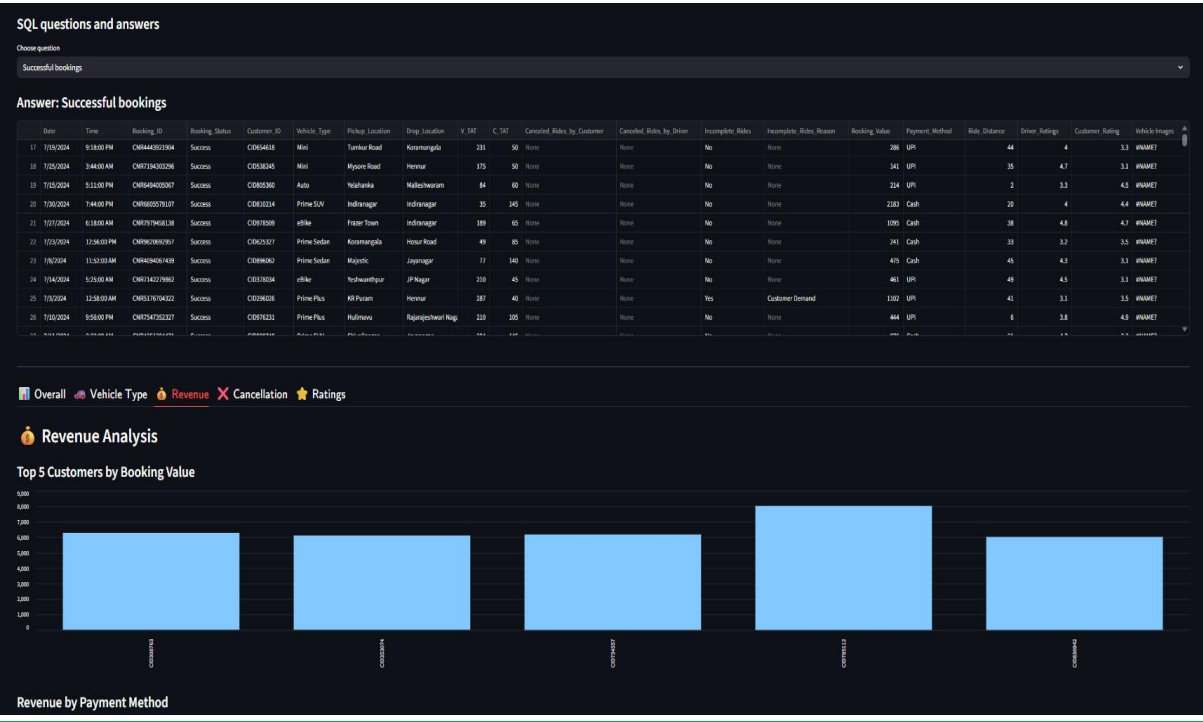 SQL questions and answers
Choose question
Successful bookings
Answer: Successful bookings
Date Time Booking_ID Booking_Status Customer_ID Vehicle_Type Pickup_Location Drop_Location V_TAT C_TAT Canceled_Rides_by_Customer Canceled_Rides_by_Driver Incomplete_Rides Incomplete_Rides_Reason Booking_Value Payment_Method Ride_Distance Driver_Ratings Customer_Rating Vehicle Images
17 7/19/2024 9:18:00 PM CNR4443921904 Success CID654618 Mini Tumkur Road Koramangala 231 50 None None No None 286 UPI 44 4 3.3 #NAME?
18 7/25/2024 3:44:00 AM CNR7194303296 Success CID538245 Mini Mysore Road Hennur 175 50 None None No None 141 UPI 35 4.7 3.1 #NAME?
19 7/15/2024 5:11:00 PM CNR6494005067 Success CID805360 Auto Yelahanka Malleshwaram 84 60 None None No None 214 UPI 2 3.3 4.5 #NAME?
20 7/30/2024 7:44:00 PM CNR6805579107 Success CID810214 Prime SUV Indiranagar Indiranagar 35 145 None None No None 2183 Cash 20 4 4.4 #NAME?
21 7/27/2024 6:18:00 AM CNR7979458138 Success CID978509 eBike Frazer Town Indiranagar 189 65 None None No None 1095 Cash 38 4.8 4.7 #NAME?
22 7/23/2024 12:56:00 PM CNR9820692957 Success CID625327 Prime Sedan Koramangala Hosur Road 49 85 None None No None 241 Cash 33 3.2 3.5 #NAME?
23 7/8/2024 11:52:00 AM CNR4094067439 Success CID896062 Prime Sedan Majestic Jayanagar 77 140 None None No None 475 Cash 45 4.3 3.1 #NAME?
24 7/14/2024 5:25:00 AM CNR7142279862 Success CID378034 eBike Yeshwanthpur JP Nagar 210 45 None None No None 461 UPI 49 4.5 3.1 #NAME?
25 7/3/2024 12:58:00 AM CNR5176704322 Success CID296026 Prime Plus KR Puram Hennur 287 40 None None Yes Customer Demand 1102 UPI 41 3.1 3.5 #NAME?
26 7/10/2024 9:56:00 PM CNR7547352327 Success CID976231 Prime Plus Hulimavu Rajarajeshwari Naga 210 105 None None No None 444 UPI 6 3.8 4.9 #NAME?
Overall Vehicle Type Revenue Cancellation Ratings
Revenue Analysis
Top 5 Customers by Booking Value
9,000
8,000
7,000
6,000
5,000
4,000
3,000
2,000
1,000
0
CID308763 CID353074 CID734557 CID785112 CID836942
Revenue by Payment Method